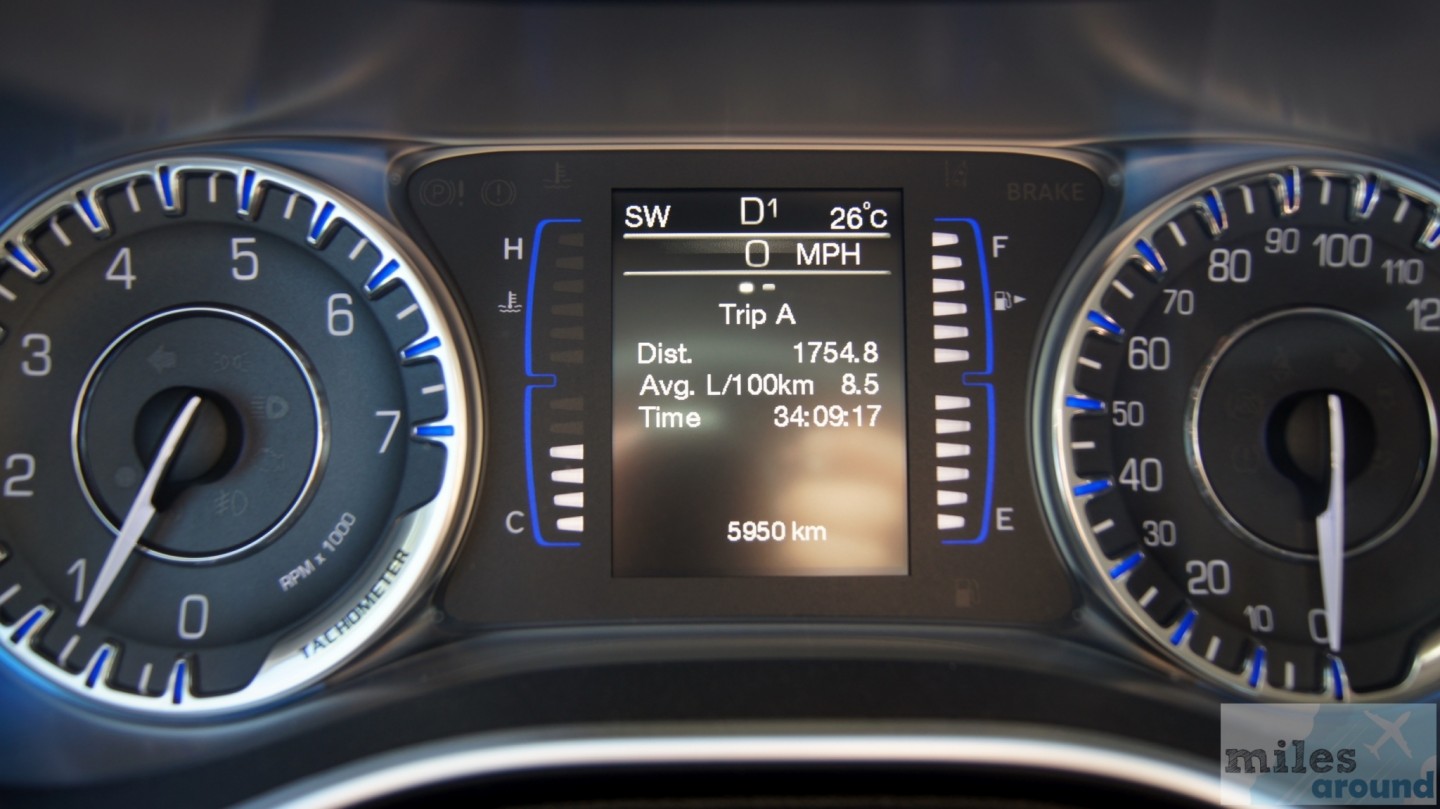 SW D1 26°C
0 MPH
Trip A
Dist. 1754.8
Avg. L/100km 8.5
Time 34:09:17
5950 km
H
C
F
E
P !
!
BRAKE
0
1
2
3
4
5
6
7
RPM x 1000
TACHOMETER
0
10
20
30
40
50
60
70
80
90
100
110
miles
around